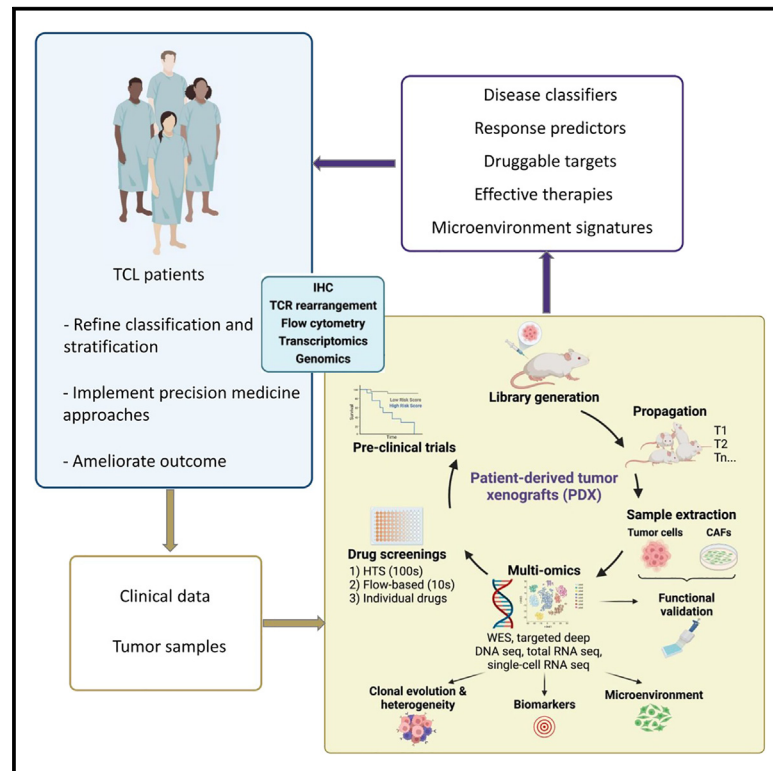 TCL patients
- Refine classification and
stratification
- Implement precision medicine
approaches
- Ameliorate outcome
Disease classifiers
Response predictors
Druggable targets
Effective therapies
Microenvironment signatures
IHC
TCR rearrangement
Flow cytometry
Transcriptomics
Genomics
Clinical data
Tumor samples
Library generation
Propagation
T1
T2
Tn...
Patient-derived tumor
xenografts (PDX)
Sample extraction
Tumor cells
CAFs
Functional
validation
Multi-omics
WES, targeted deep
DNA seq, total RNA seq,
single-cell RNA seq
Clonal evolution &
heterogeneity
Biomarkers
Microenvironment
Drug screenings
1) HTS (100s)
2) Flow-based (10s)
3) Individual drugs
Survival
Low Risk Score
High Risk Score
Time
Pre-clinical trials